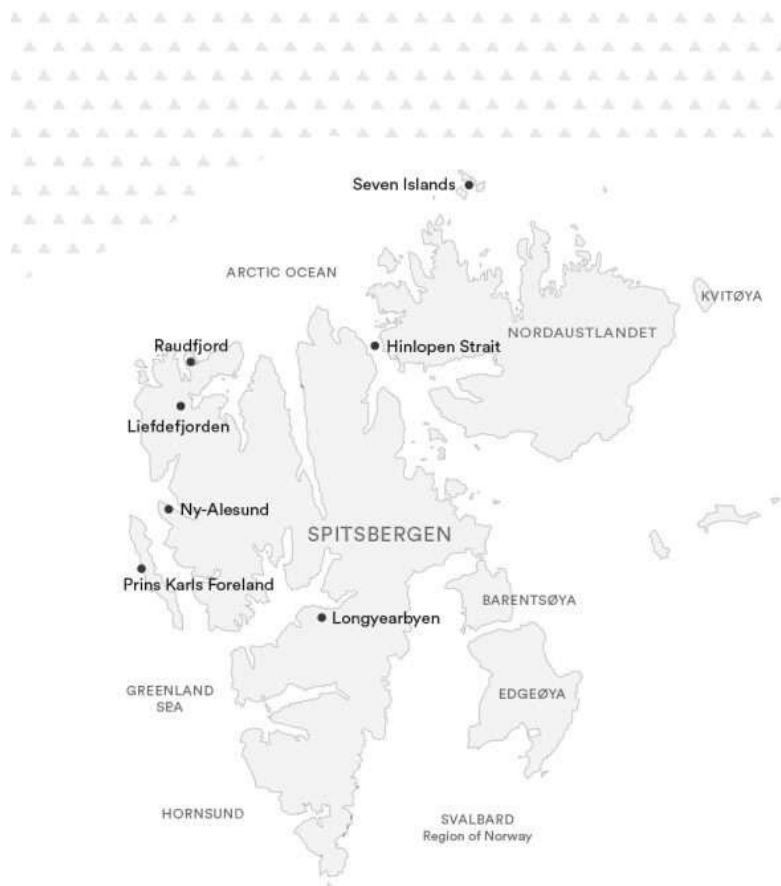 Seven Islands
ARCTIC OCEAN
KVITØYA
NORDAUSTLANDET
Raudfjord
Hinlopen Strait
Liefdefjorden
Ny-Alesund
SPITSBERGEN
Prins Karls Foreland
BARENTSØYA
Longyearbyen
GREENLAND
SEA
EDGEØYA
HORNSUND
SVALBARD
Region of Norway